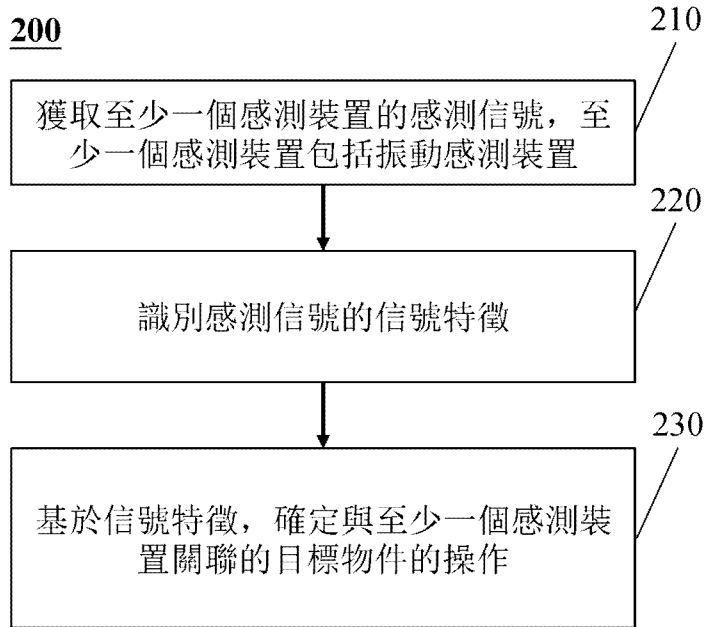 200
210
獲取至少一個感測裝置的感測信號，至
少一個感測裝置包括振動感測裝置
220
識別感測信號的信號特徵
230
基於信號特徵，確定與至少一個感測裝
置關聯的目標物件的操作